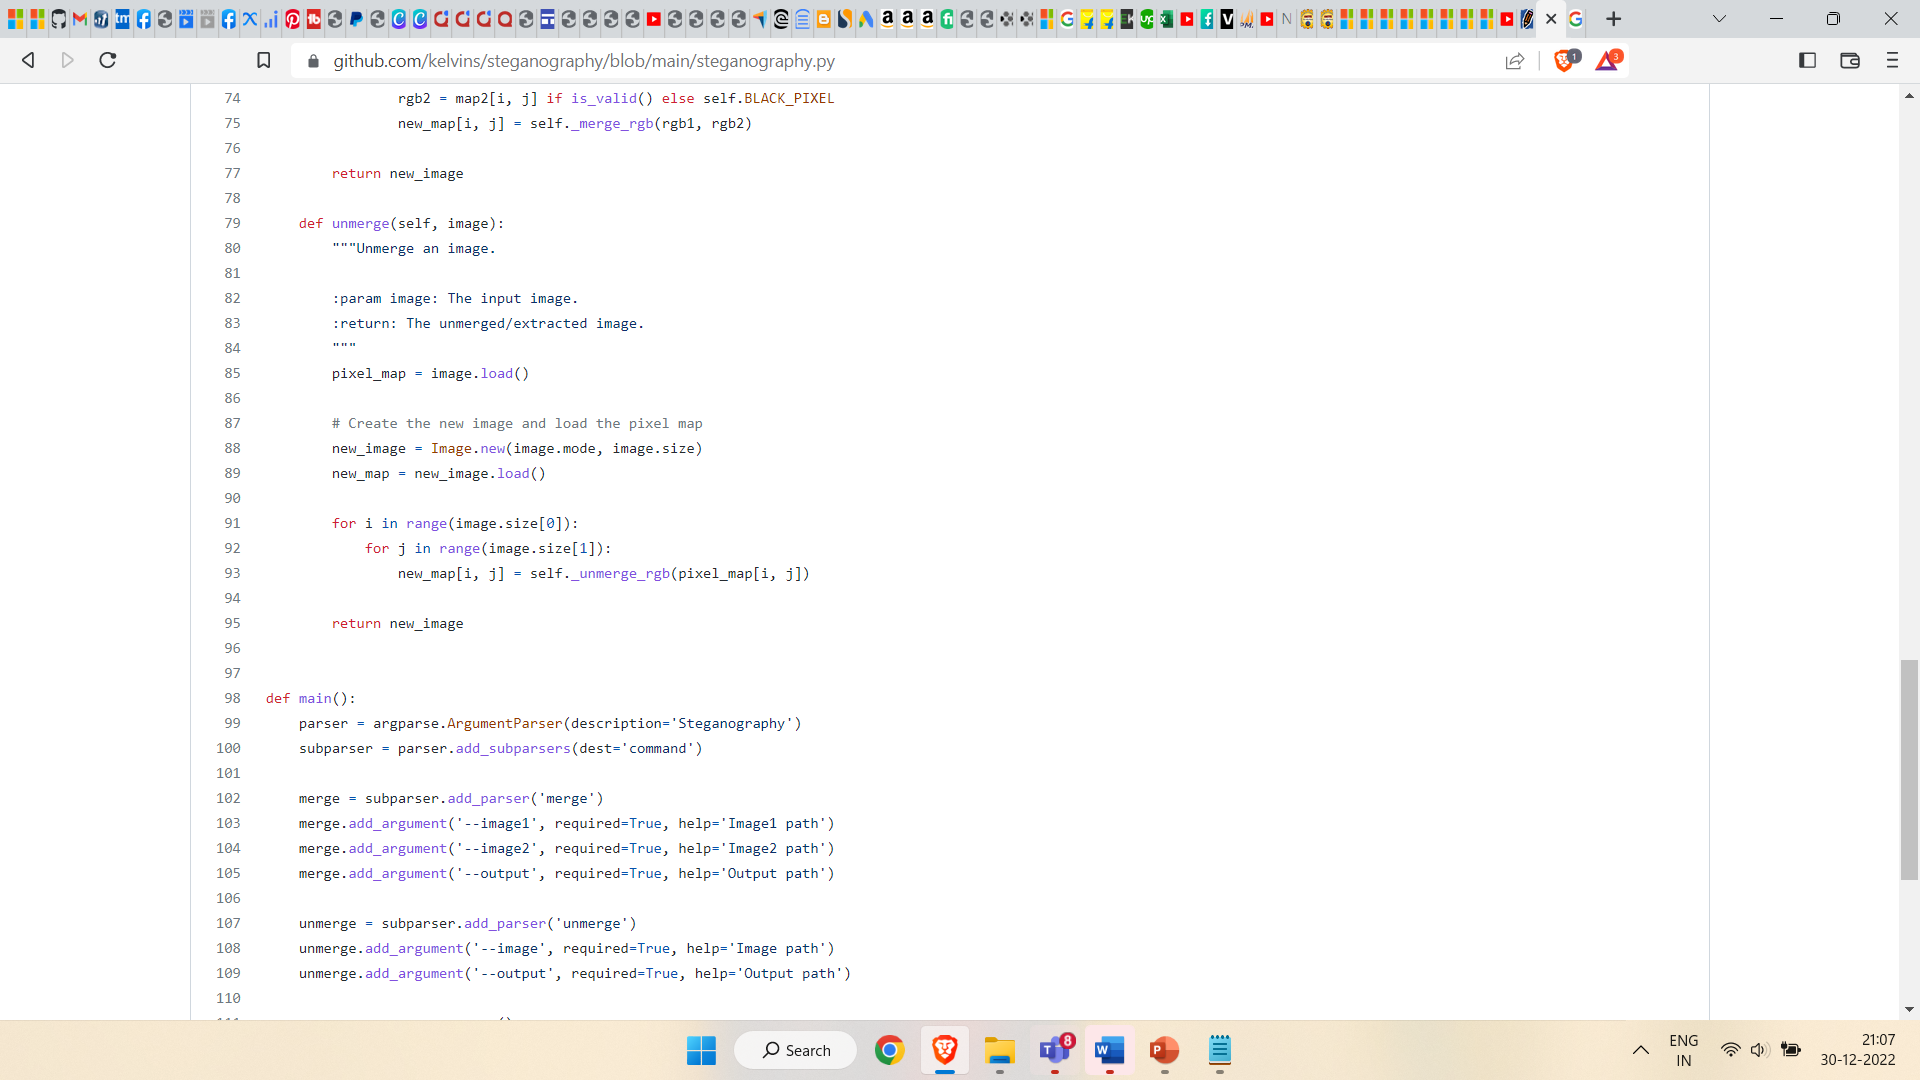 github.com/kelvins/steganography/blob/main/steganography.py
1
3
74 rgb2 = map2[i, j] if is_valid() else self.BLACK_PIXEL
75 new_map[i, j] = self._merge_rgb(rgb1, rgb2)
76
77 return new_image
78
79 def unmerge(self, image):
80 """Unmerge an image.
81
82 :param image: The input image.
83 :return: The unmerged/extracted image.
84 """
85 pixel_map = image.load()
86
87 # Create the new image and load the pixel map
88 new_image = Image.new(image.mode, image.size)
89 new_map = new_image.load()
90
91 for i in range(image.size[0]):
92 for j in range(image.size[1]):
93 new_map[i, j] = self._unmerge_rgb(pixel_map[i, j])
94
95 return new_image
96
97
98 def main():
99 parser = argparse.ArgumentParser(description='Steganography')
100 subparser = parser.add_subparsers(dest='command')
101
102 merge = subparser.add_parser('merge')
103 merge.add_argument('--image1', required=True, help='Image1 path')
104 merge.add_argument('--image2', required=True, help='Image2 path')
105 merge.add_argument('--output', required=True, help='Output path')
106
107 unmerge = subparser.add_parser('unmerge')
108 unmerge.add_argument('--image', required=True, help='Image path')
109 unmerge.add_argument('--output', required=True, help='Output path')
110
Search
8
ENG
IN
21:07
30-12-2022